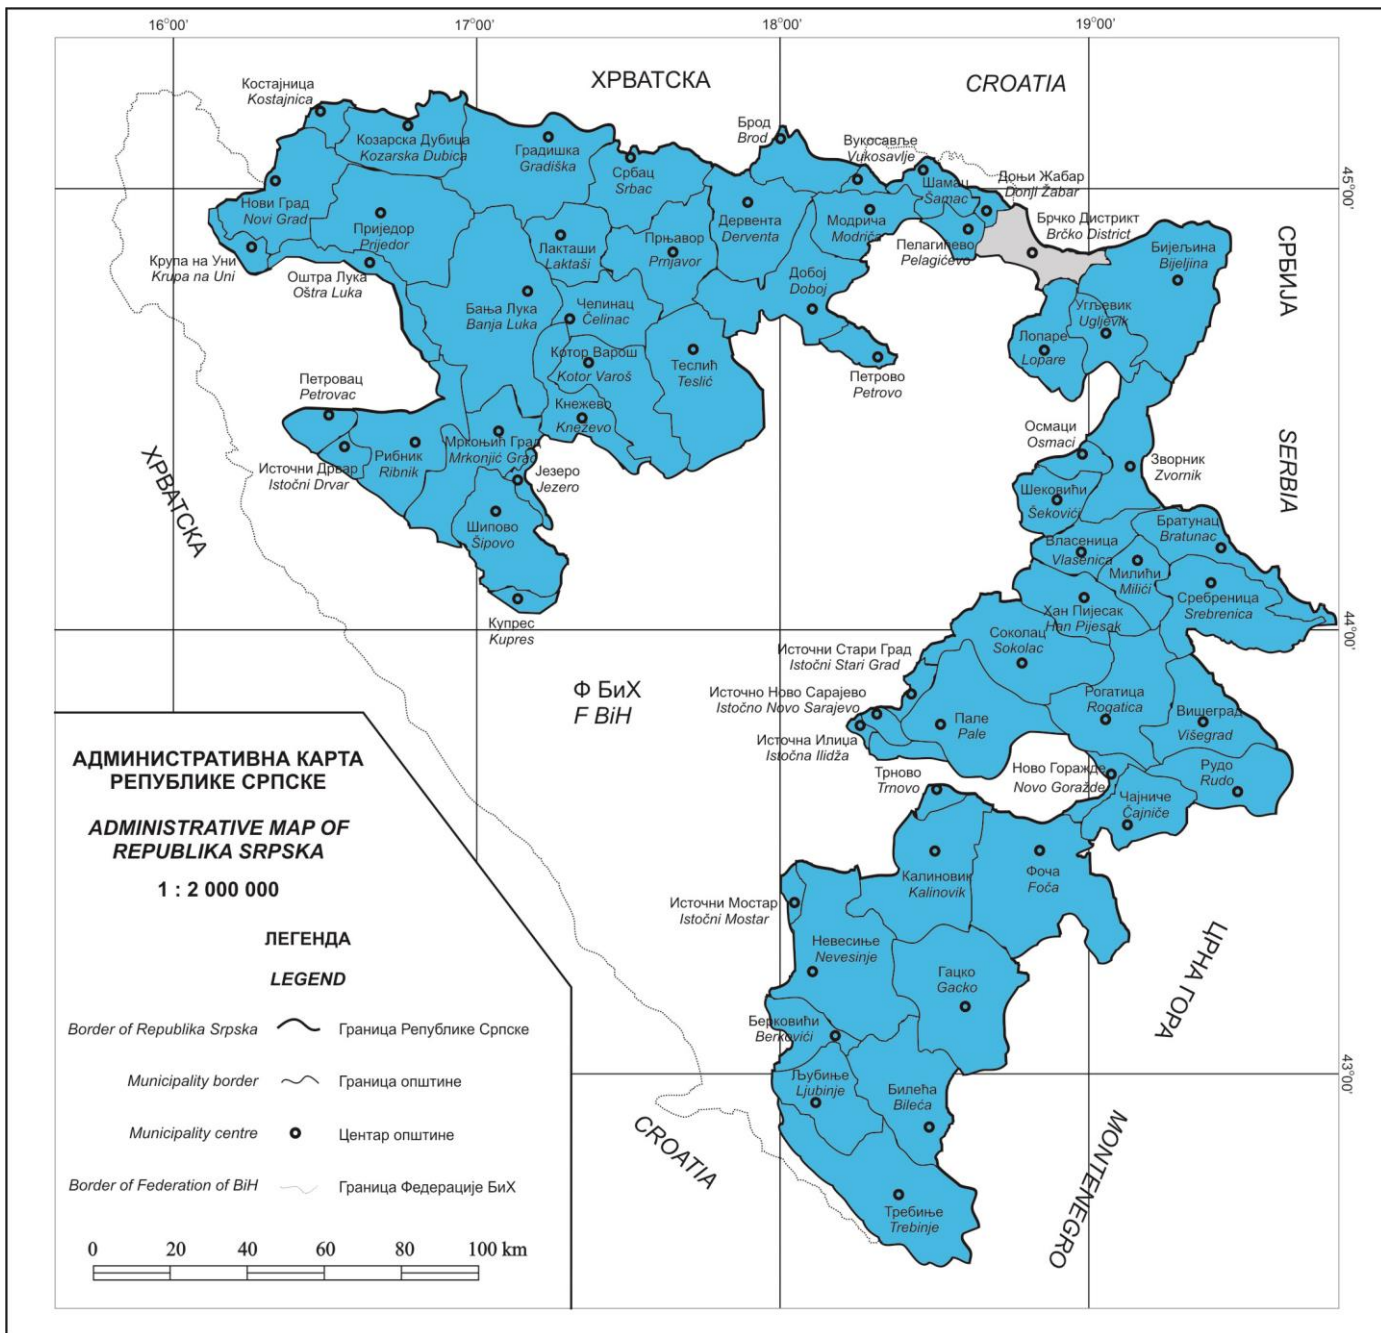 16°00'
17°00'
18°00'
19°00'
ХРВАТСКА
CROATIA
Костајница
Kostajnica
Козарска Дубица
Kozarska Dubica
Градишка
Gradiška
Србац
Srbac
Брод
Brod
Вукосавље
Vukosavlje
Шамац
Šamac
Доњи Жабар
Donji Žabar
Брчко Дистрикт
Brčko District
45°00'
Нови Град
Novi Grad
Приједор
Prijedor
Лакташи
Laktaši
Прњавор
Prnjavor
Дервента
Derventa
Модрича
Modriča
Пелагићево
Pelagićevo
Бијељина
Bijeljina
СРБИЈА
Крупа на Уни
Krupa na Uni
Оштра Лука
Oštra Luka
Добој
Doboj
Бања Лука
Banja Luka
Челинац
Čelinac
Угљевик
Ugljevik
Лопаре
Lopare
Котор Варош
Kotor Varoš
Теслић
Teslić
Петрово
Petrovo
Петровац
Petrovac
Кнежево
Kneževo
Осмаци
Osmaci
SERBIA
Мркоњић Град
Mrkonjić Grad
Рибник
Ribnik
Источни Дрвар
Istočni Drvar
Језеро
Jezero
Зворник
Zvornik
ХРВАТСКА
Шековићи
Šekovići
Шипово
Šipovo
Братунац
Bratunac
Власеница
Vlasenica
Милићи
Milići
Сребреница
Srebrenica
Хан Пијесак
Han Pijesak
Купрес
Kupres
44°00'
Соколац
Sokolac
Источни Стари Град
Istočni Stari Grad
Ф БиХ
F BiH
Источно Ново Сарајево
Istočno Novo Sarajevo
Рогатица
Rogatica
Вишеград
Višegrad
Пале
Pale
Источна Илиџа
Istočna Ilidža
Трново
Trnovo
Ново Горажде
Novo Goražde
Рудо
Rudo
Чајниче
Čajniče
Калиновик
Kalinovik
Фоча
Foča
Источни Мостар
Istočni Mostar
Невесиње
Nevesinje
Гацко
Gacko
ЦРНА ГОРА
Берковићи
Berkovići
43°00'
Љубиње
Ljubinje
Билећа
Bileća
CROATIA
MONTENEGRO
Требиње
Trebinje
АДМИНИСТРАТИВНА КАРТА
РЕПУБЛИКЕ СРПСКЕ
ADMINISTRATIVE MAP OF
REPUBLIKA SRPSKA
1 : 2 000 000
ЛЕГЕНДА
LEGEND
Border of Republika Srpska Граница Републике Српске
Municipality border Граница општине
Municipality centre Центар општине
Border of Federation of BiH Граница Федерације БиХ
0 20 40 60 80 100 km